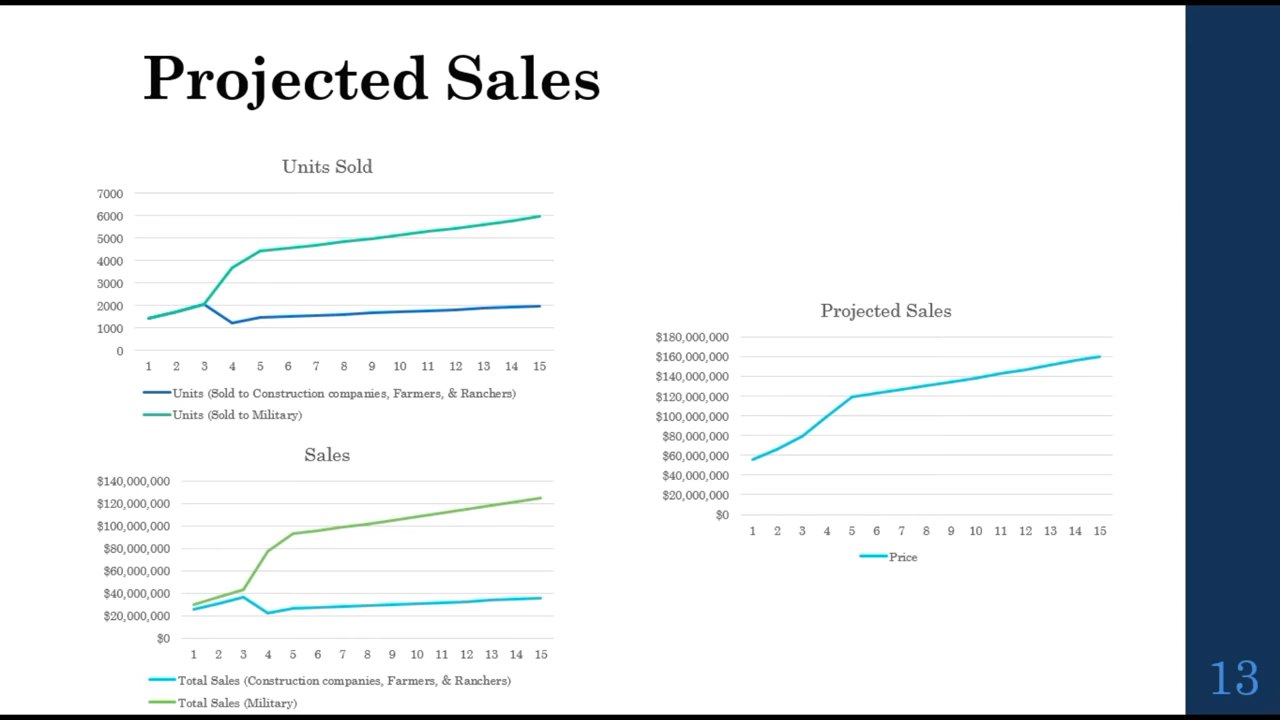 Projected Sales
Units Sold
7000
6000
5000
4000
3000
2000
1000
0
1 2 3 4 5 6 7 8 9 10 11 12 13 14 15
Units (Sold to Construction companies, Farmers, & Ranchers)
Units (Sold to Military)
Sales
$140,000,000
$120,000,000
$100,000,000
$80,000,000
$60,000,000
$40,000,000
$20,000,000
$0
1 2 3 4 5 6 7 8 9 10 11 12 13 14 15
Total Sales (Construction companies, Farmers, & Ranchers)
Total Sales (Military)
Projected Sales
$180,000,000
$160,000,000
$140,000,000
$120,000,000
$100,000,000
$80,000,000
$60,000,000
$40,000,000
$20,000,000
$0
1 2 3 4 5 6 7 8 9 10 11 12 13 14 15
Price
13